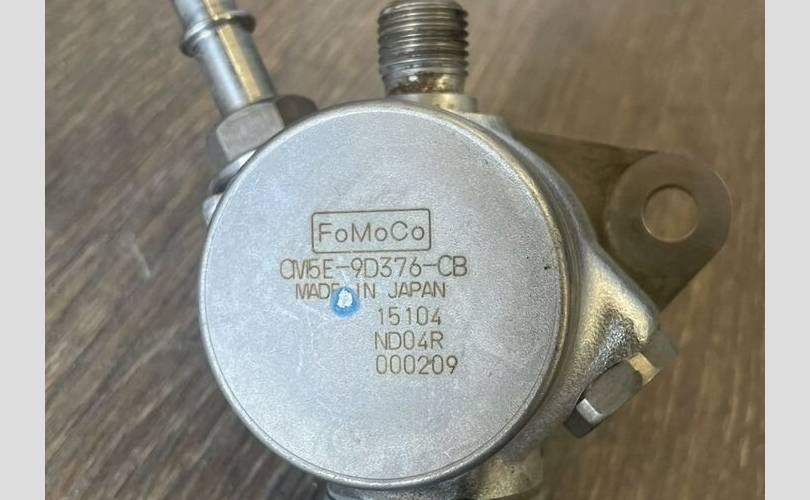 FoMoCo
CM5E-9D376-CB
MADE IN JAPAN
15104
ND04R
000209